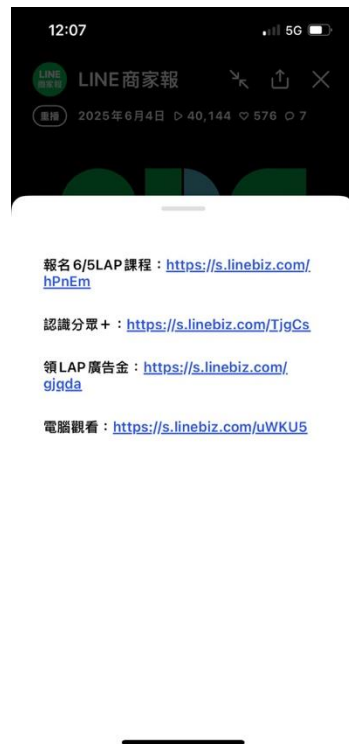 12:07 5G
LINE 商家報 LINE商家報
重播 2025年6月4日 ▷ 40,144 ♡ 576 7
報名6/5LAP課程：https://s.linebiz.com/
hPnEm
認識分眾+：https://s.linebiz.com/TjgCs
領LAP廣告金：https://s.linebiz.com/
gjqda
電腦觀看：https://s.linebiz.com/uWKU5